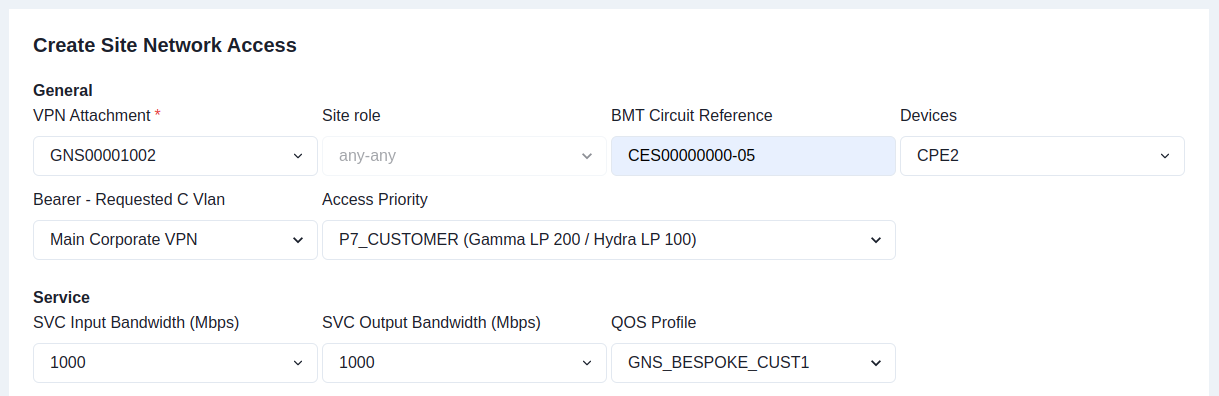 Create Site Network Access
General
VPN Attachment * Site role BMT Circuit Reference Devices
GNS00001002 any-any CES00000000-05 CPE2
Bearer - Requested C Vlan Access Priority
Main Corporate VPN P7_CUSTOMER (Gamma LP 200 / Hydra LP 100)
Service
SVC Input Bandwidth (Mbps) SVC Output Bandwidth (Mbps) QOS Profile
1000 1000 GNS_BESPOKE_CUST1